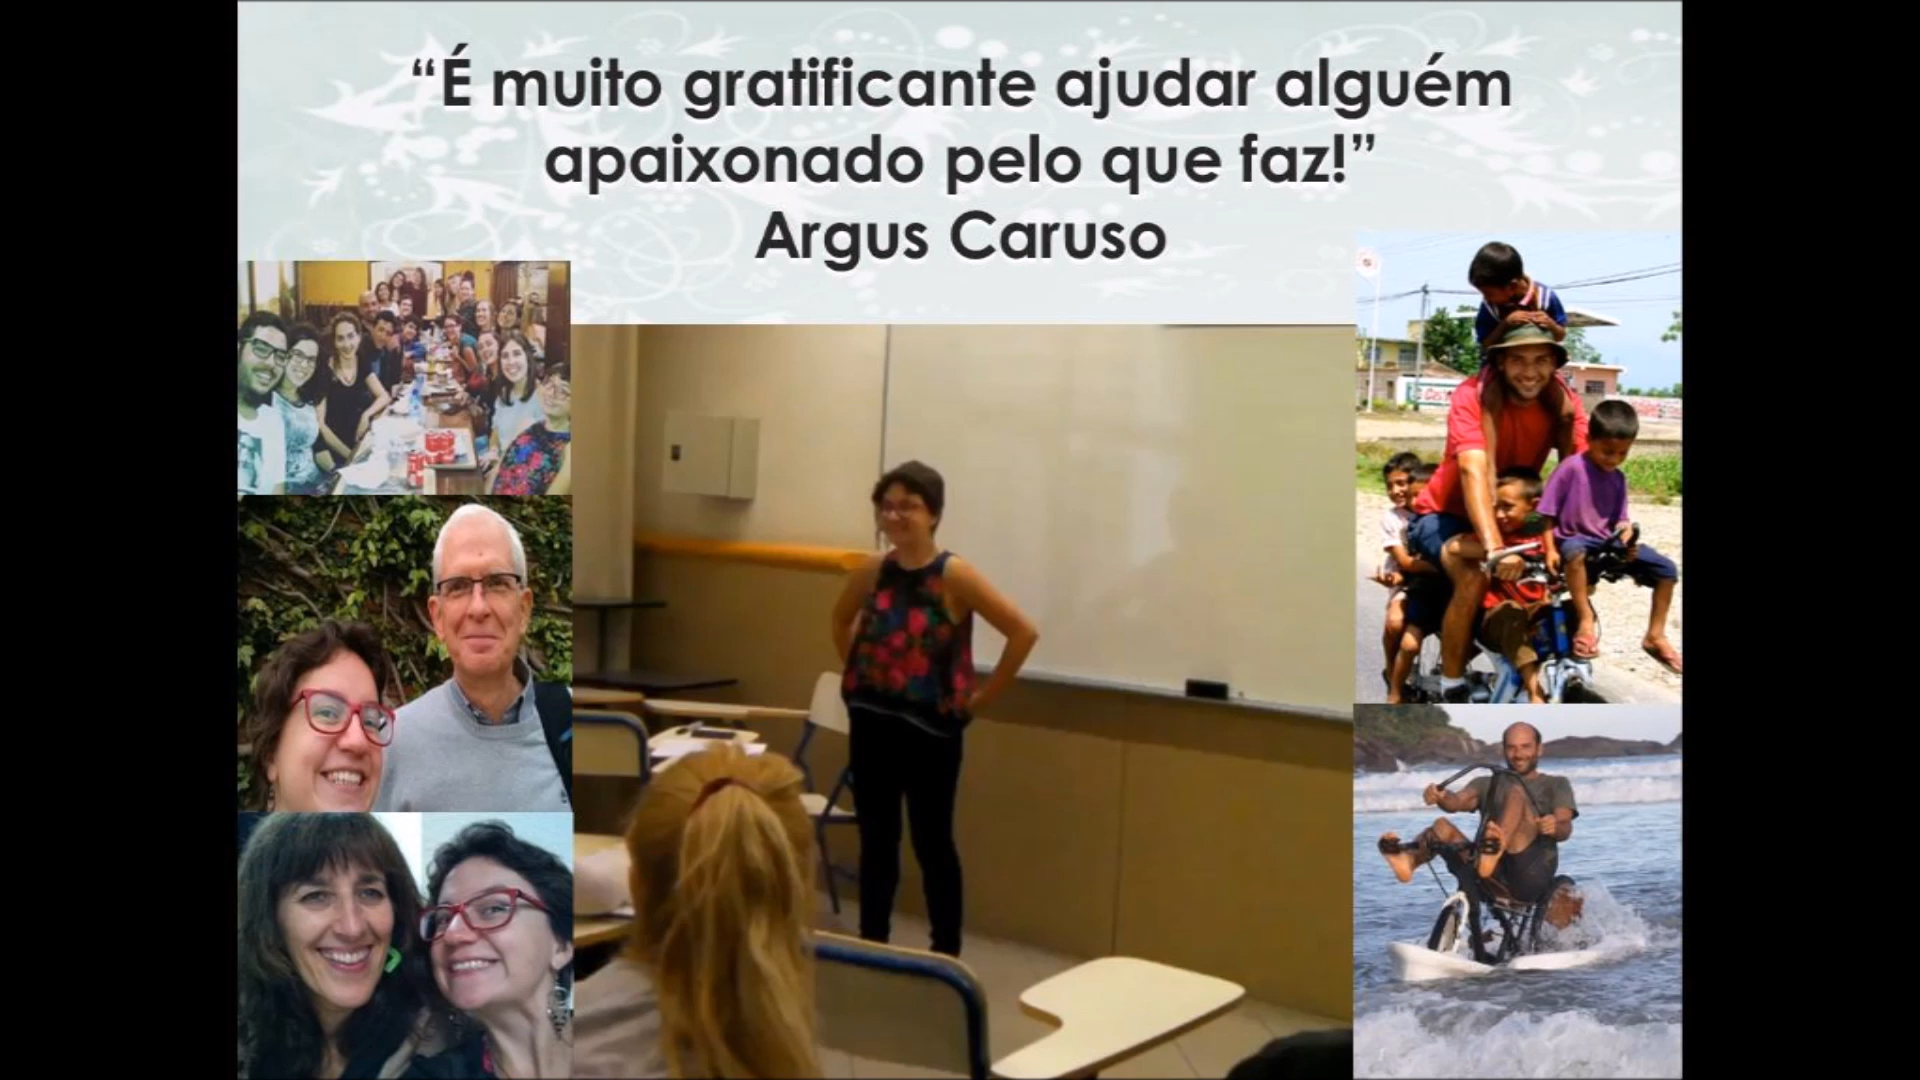 “É muito gratificante ajudar alguém
apaixonado pelo que faz!”
Argus Caruso